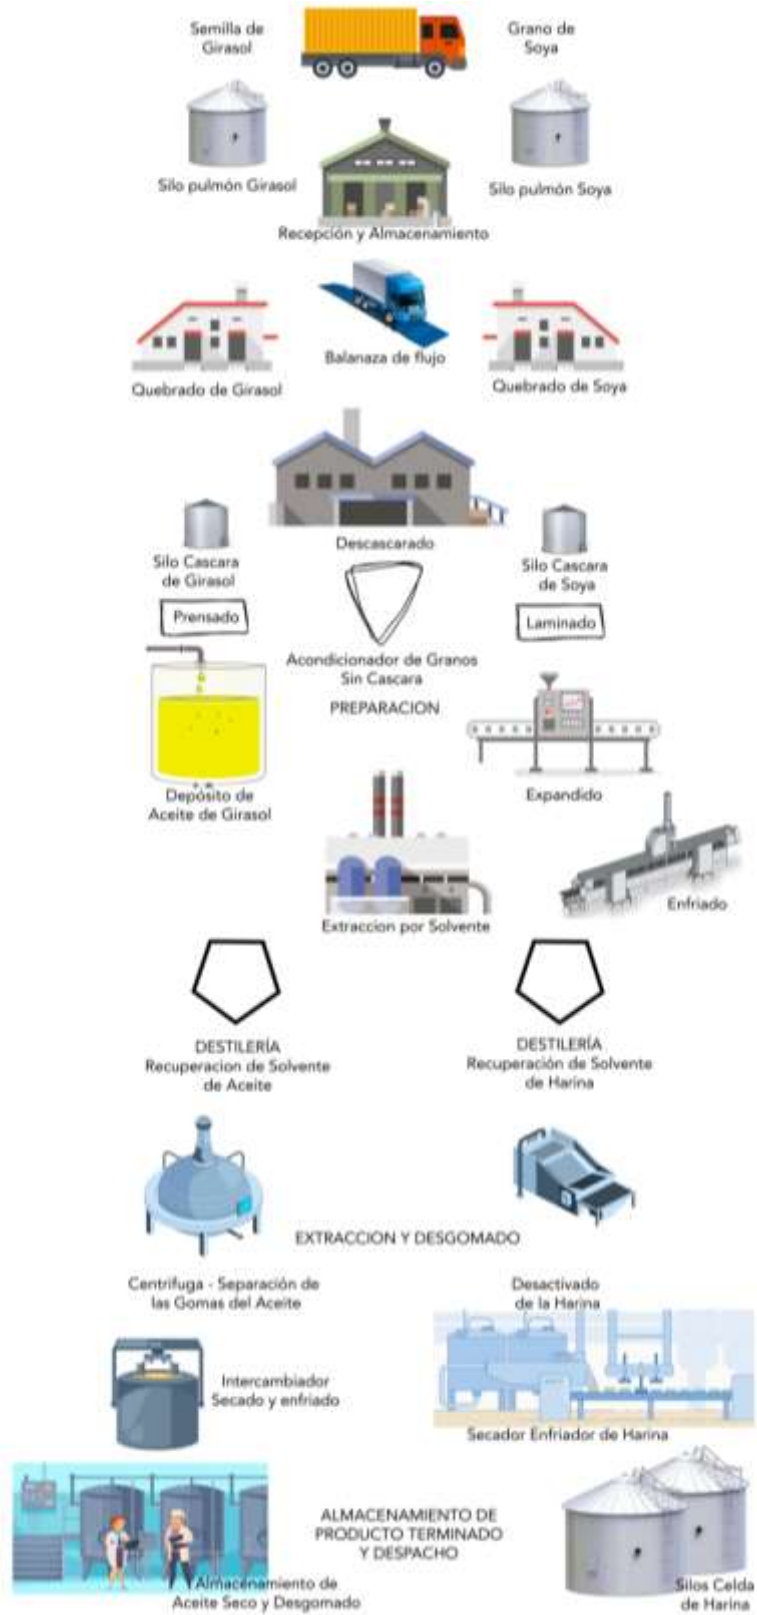 Semilla de
Girasol
Grano de
Soya
Silo pulmón Girasol
Silo pulmón Soya
Recepción y Almacenamiento
Balanaza de flujo
Quebrado de Girasol
Quebrado de Soya
Descascarado
Silo Cascara
de Girasol
Silo Cascara
de Soya
Prensado
Laminado
Acondicionador de Granos
Sin Cascara
PREPARACION
Depósito de
Aceite de Girasol
Expandido
Enfriado
Extraccion por Solvente
DESTILERÍA
Recuperacion de Solvente
de Aceite
DESTILERÍA
Recuperación de Solvente
de Harina
EXTRACCION Y DESGOMADO
Centrifuga - Separación de
las Gomas del Aceite
Desactivado
de la Harina
Intercambiador
Secado y enfriado
Secador Enfriador de Harina
ALMACENAMIENTO DE
PRODUCTO TERMINADO
Y DESPACHO
Almacenamiento de
Aceite Seco y Desgomado
Silos Celda
de Harina